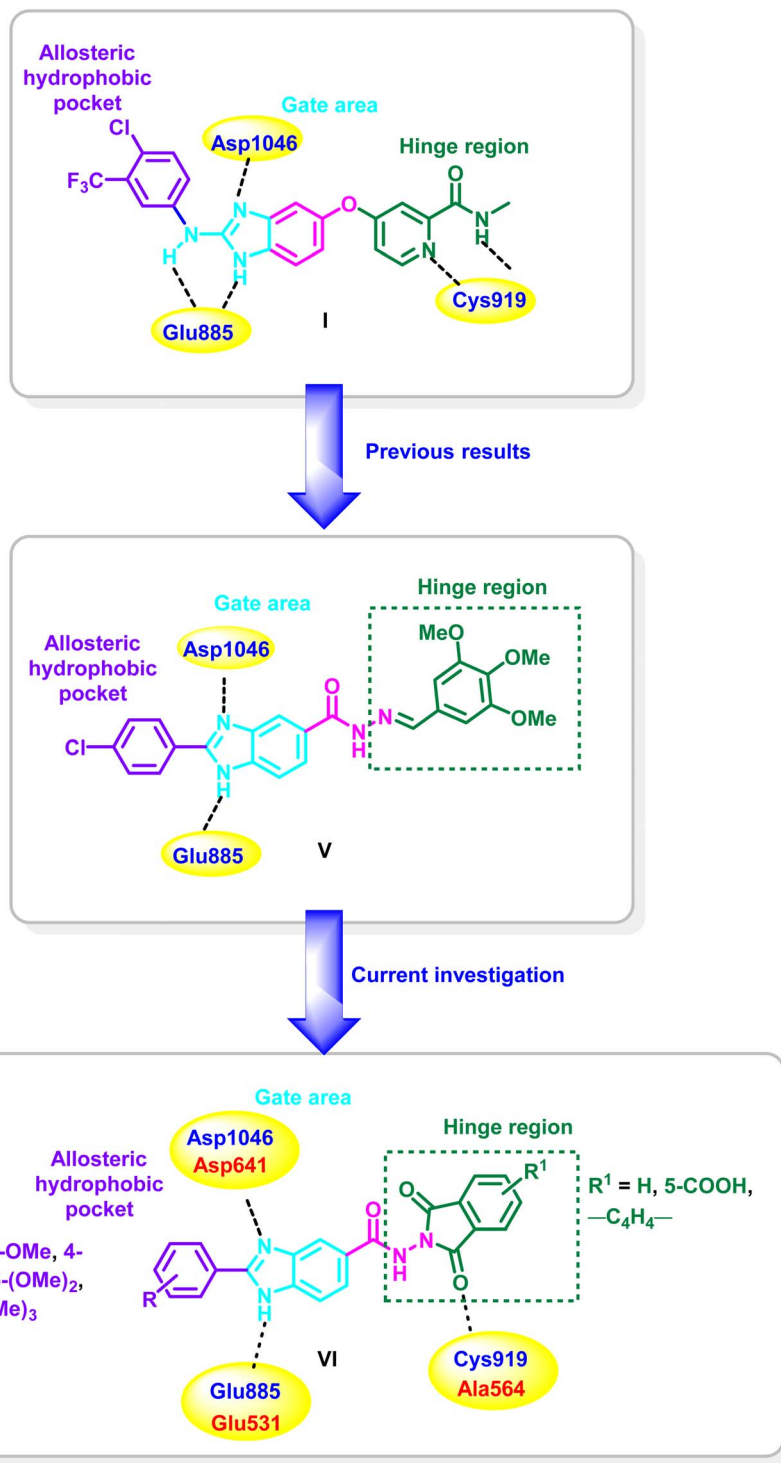 Allosteric
hydrophobic
pocket
Gate area
Hinge region
Asp1046
Cl
F3C
N
H
N
N
H
O
N
O
N
H
Cys919
Glu885
I
Previous results
Hinge region
Gate area
Allosteric
hydrophobic
pocket
Asp1046
MeO
OMe
OMe
O
N
N
H
N
Cl
N
H
Glu885
V
Current investigation
Gate area
Hinge region
Asp1046
Asp641
Allosteric
hydrophobic
pocket
R1
R1 = H, 5-COOH,
—C4H4—
O
O
N
N
N
H
O
-OMe, 4-
-(OMe)2,
Me)3
R
N
H
VI
Cys919
Ala564
Glu885
Glu531